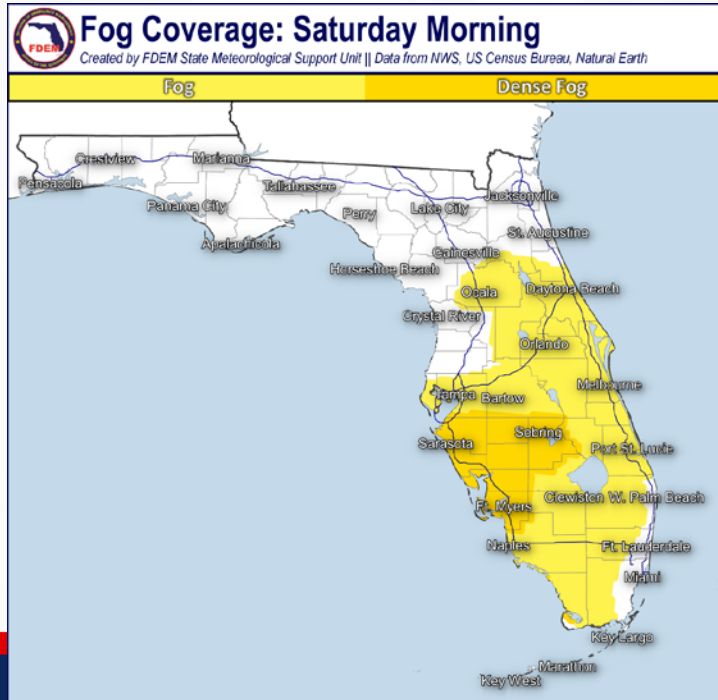 FDEM
Fog Coverage: Saturday Morning
Created by FDEM State Meteorological Support Unit || Data from NWS, US Census Bureau, Natural Earth
Fog
Dense Fog
Crestview
Marianna
Pensacola
Tallahassee
Jacksonville
Panama City
Perry
Lake City
Apalachicola
St. Augustine
Gainesville
Horseshoe Beach
Ocala
Daytona Beach
Crystal River
Orlando
Melbourne
Tampa
Bartow
Sebring
Sarasota
Port St. Lucie
Clewiston
W. Palm Beach
Ft. Myers
Naples
Ft. Lauderdale
Miami
Key Largo
Marathon
Key West